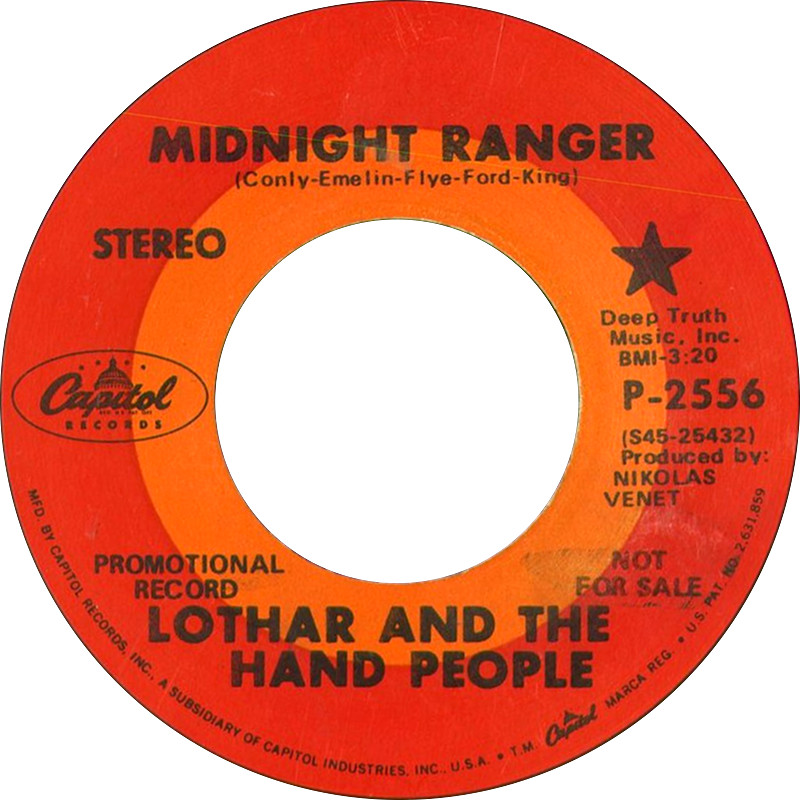 MIDNIGHT RANGER
(Conly-Emelin-Flye-Ford-King)
STEREO
Deep Truth
Music, Inc.
BMI-3:20
P-2556
(S45-25432)
Produced by:
NIKOLAS
VENET
Capitol
RECORDS
PROMOTIONAL
RECORD
NOT
FOR SALE
LOTHAR AND THE
HAND PEOPLE
MFD. BY CAPITOL RECORDS, INC., A SUBSIDIARY OF CAPITOL INDUSTRIES, INC., U.S.A. • T.M. Capitol MARCA REG. • U.S. PAT. NO. 2,631,859